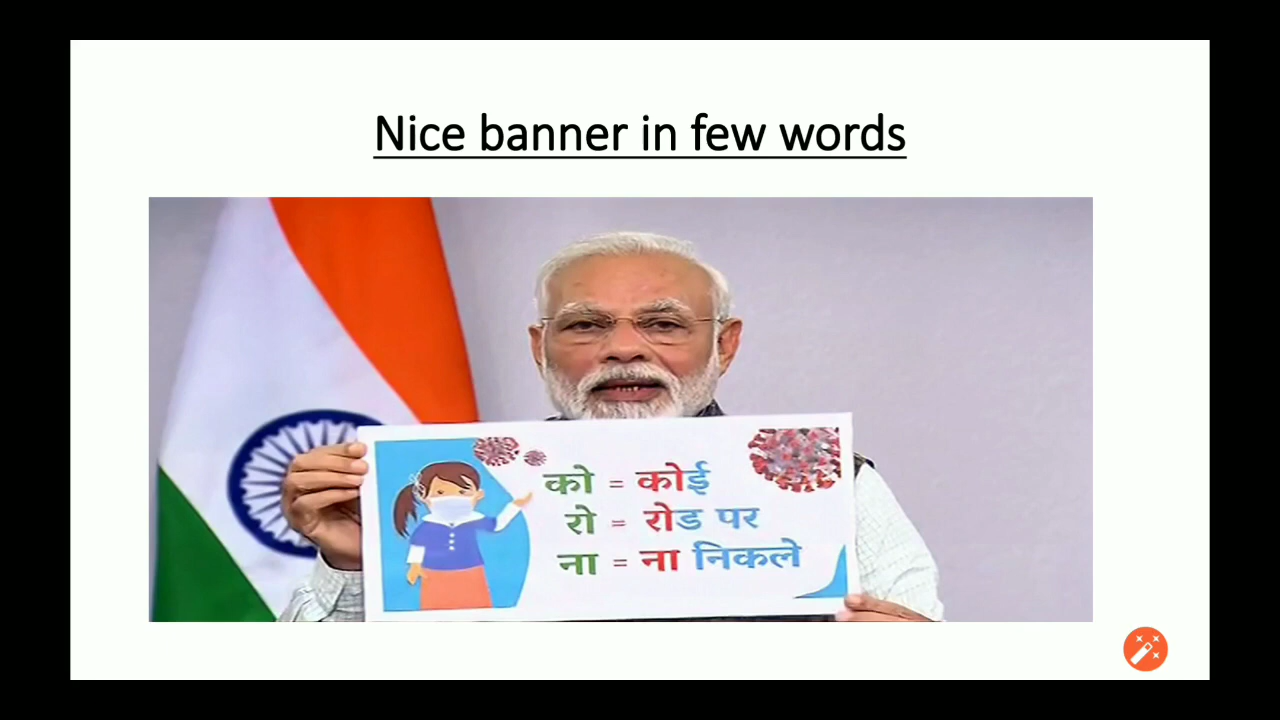 Nice banner in few words
को = कोई
रो = रोड पर
ना = ना निकले